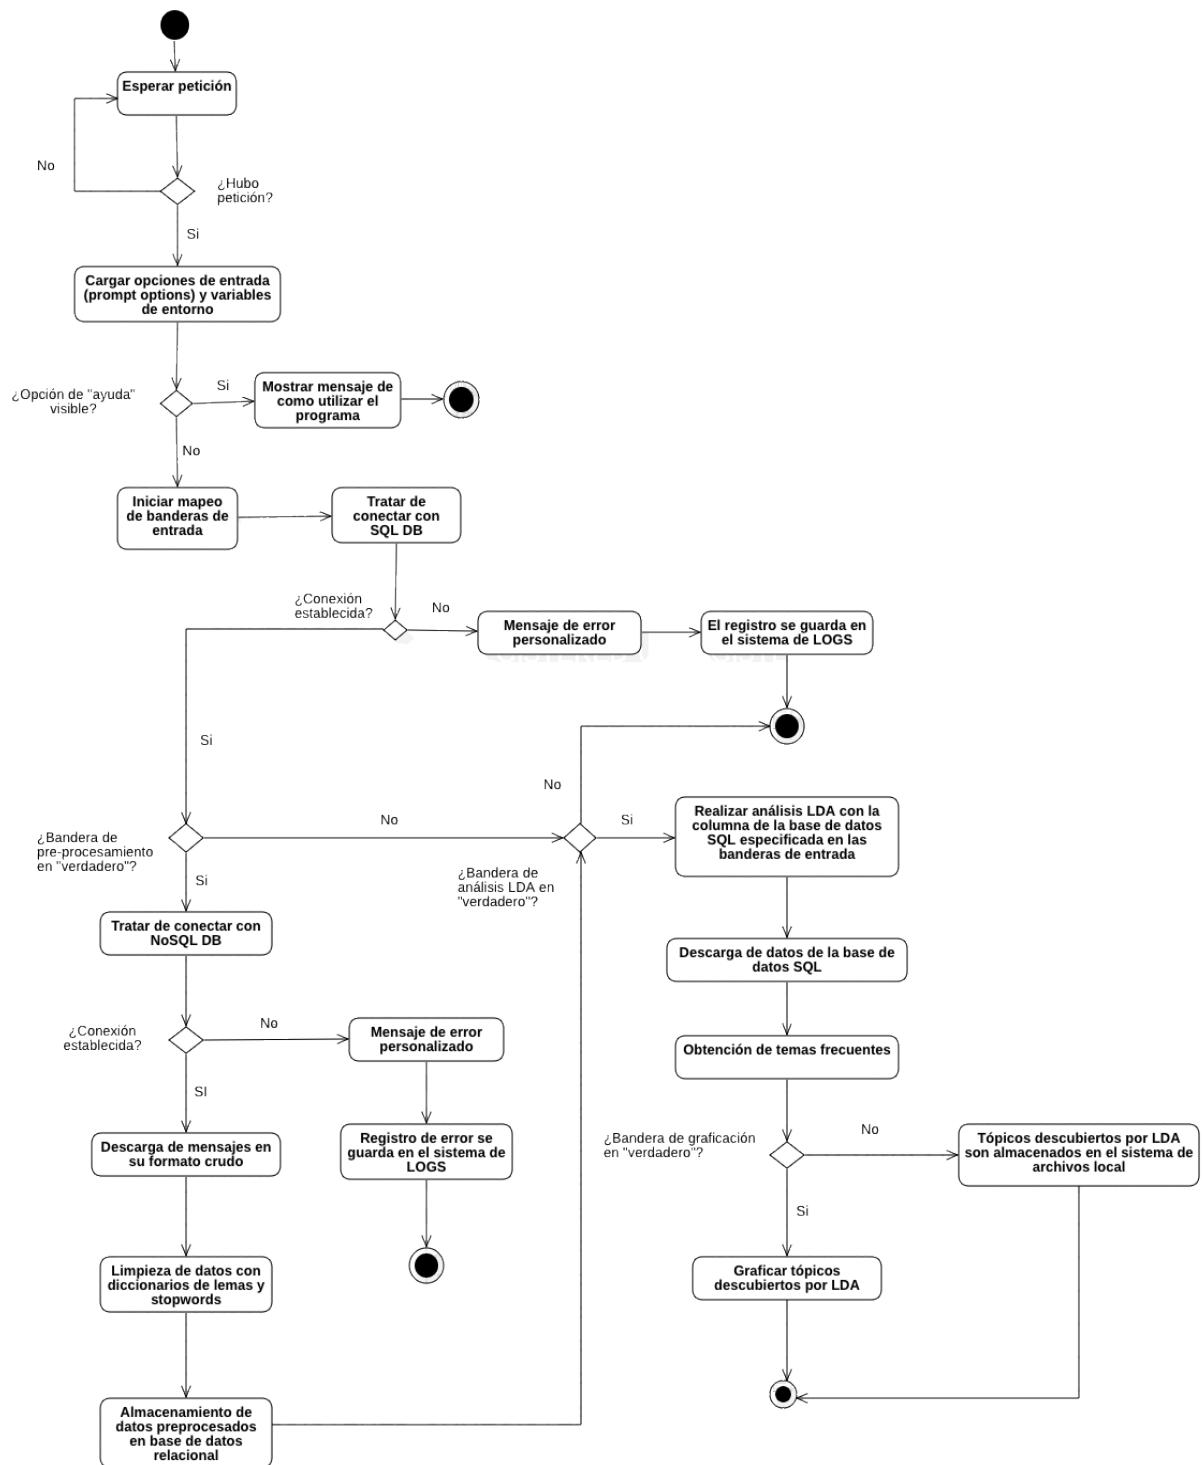 Esperar petición
No
¿Hubo
petición?
Si
Cargar opciones de entrada
(prompt options) y variables
de entorno
¿Opción de "ayuda"
visible?
Si
Mostrar mensaje de
como utilizar el
programa
No
Iniciar mapeo
de banderas de
entrada
Tratar de
conectar con
SQL DB
¿Conexión
establecida?
No
Mensaje de error
personalizado
El registro se guarda en
el sistema de LOGS
Si
No
¿Bandera de
pre-procesamiento
en "verdadero"?
No
Si
Realizar análisis LDA con la
columna de la base de datos
SQL especificada en las
banderas de entrada
¿Bandera de
análisis LDA en
"verdadero"?
Si
Tratar de conectar con
NoSQL DB
Descarga de datos de la base de
datos SQL
¿Conexión
establecida?
No
Mensaje de error
personalizado
Obtención de temas frecuentes
SI
Descarga de mensajes en
su formato crudo
Registro de error se
guarda en el sistema de
LOGS
¿Bandera de graficación
en "verdadero"?
No
Tópicos descubiertos por LDA
son almacenados en el sistema de
archivos local
Si
Limpieza de datos con
diccionarios de lemas y
stopwords
Graficar tópicos
descubiertos por LDA
Almacenamiento de
datos preprocesados
en base de datos
relacional